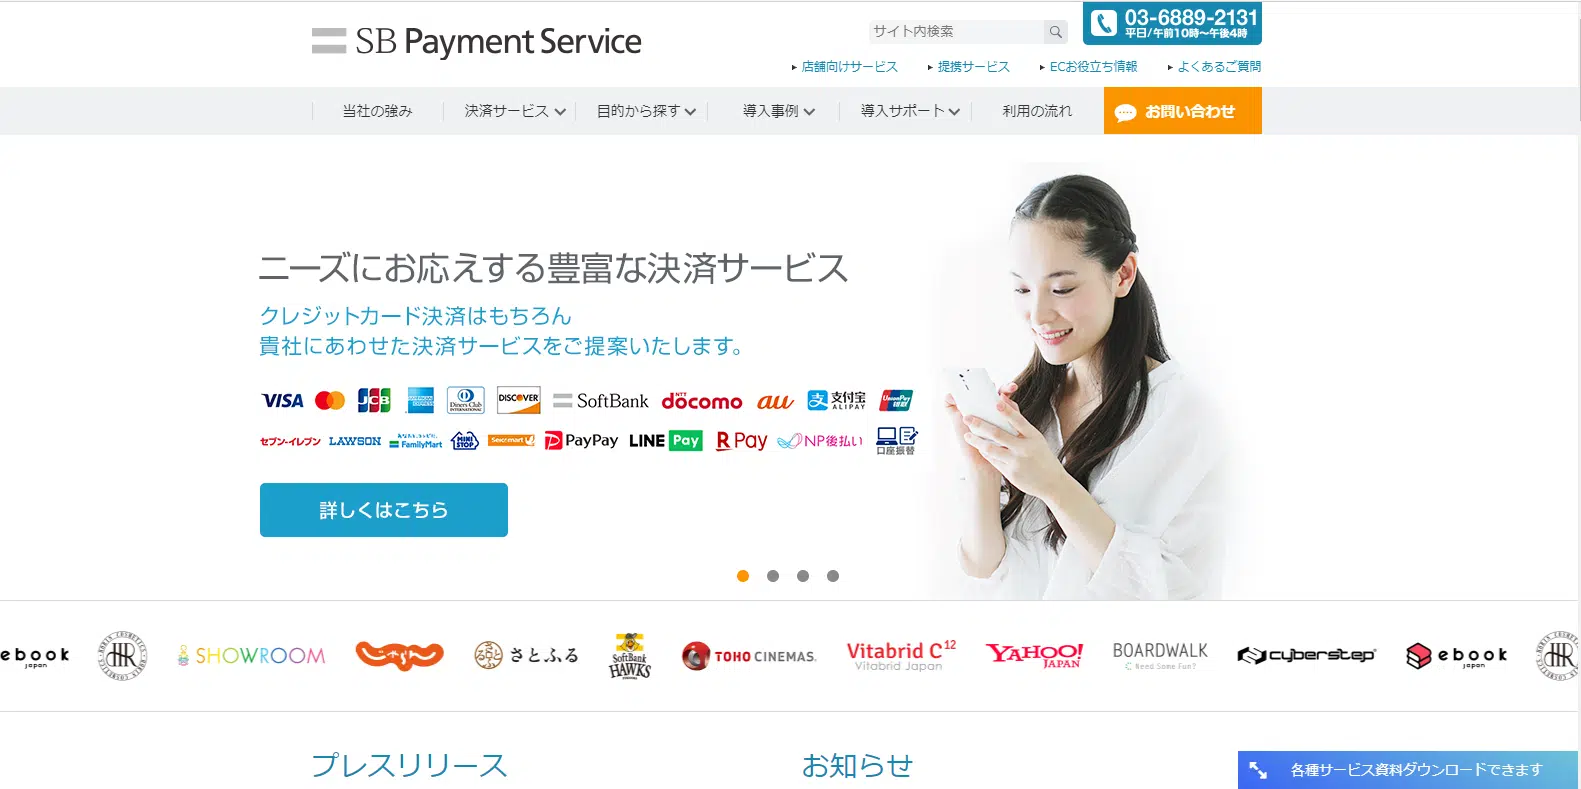 SB Payment Service
サイト内検索
03-6889-2131
平日/午前10時~午後4時
店舗向けサービス
提携サービス
ECお役立ち情報
よくあるご質問
当社の強み
決済サービス
目的から探す
導入事例
導入サポート
利用の流れ
お問い合わせ
ニーズにお応えする豊富な決済サービス
クレジットカード決済はもちろん
貴社にあわせた決済サービスをご提案いたします。
VISA JCB AMERICAN EXPRESS Diners Club INTERNATIONAL DISCOVER SoftBank NTT docomo au 支付宝 ALIPAY UnionPay 银联
セブン-イレブン LAWSON FamilyMart MINI STOP Seicomart PayPay LINE Pay R Pay NP後払い 口座振替
詳しくはこちら
ebook japan
HR
SHOWROOM
さとふる
SoftBank HAWKS
TOHO CINEMAS
Vitabrid C12
Vitabrid Japan
YAHOO! JAPAN
BOARDWALK
Need Some Fun?
cyberstep
ebook japan
HR
プレスリリース
お知らせ
各種サービス資料ダウンロードできます